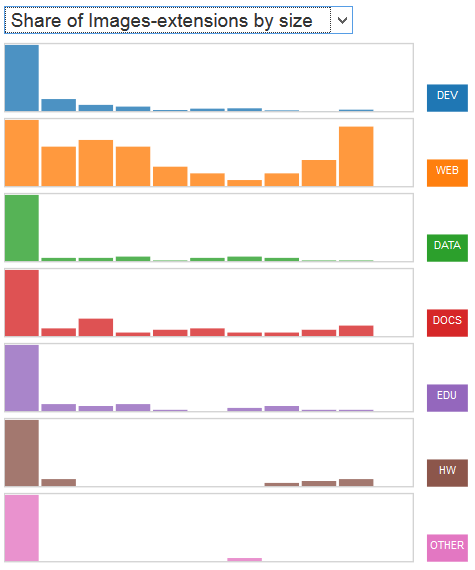 Share of Images-extensions by size
DEV
WEB
DATA
DOCS
EDU
HW
OTHER